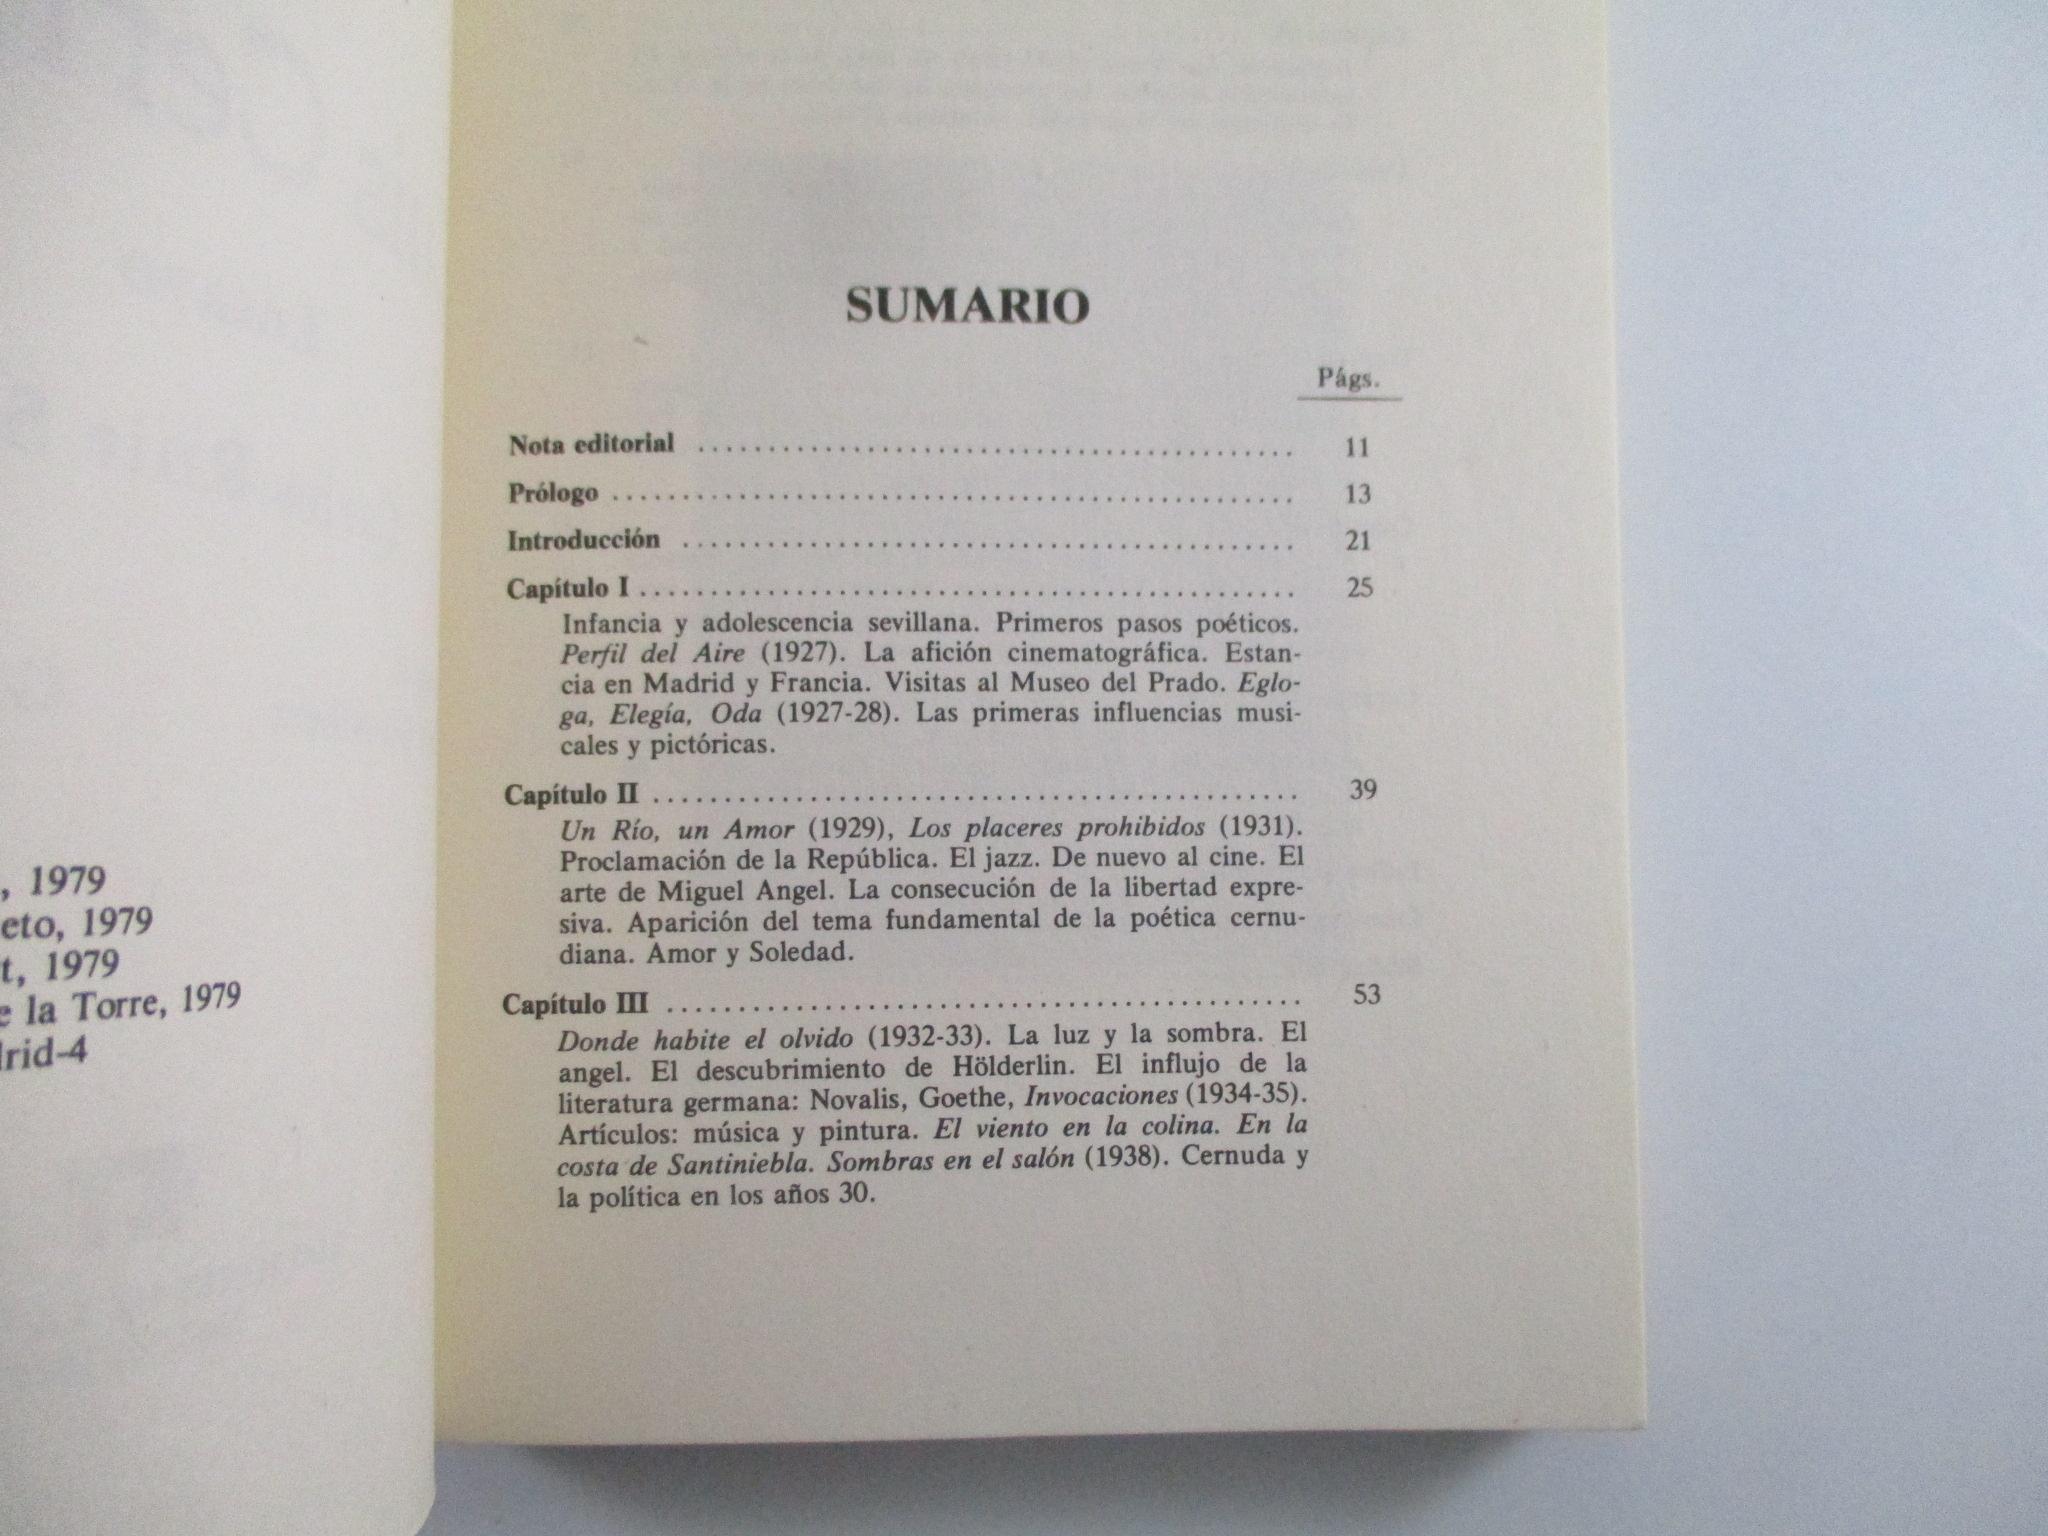 , 1979
eto, 1979
t, 1979
e la Torre, 1979
drid-4
SUMARIO
Págs.
Nota editorial ........................................... 11
Prólogo ................................................. 13
Introducción ............................................ 21
Capítulo I ............................................... 25
Infancia y adolescencia sevillana. Primeros pasos poéticos.
Perfil del Aire (1927). La afición cinematográfica. Estan-
cia en Madrid y Francia. Visitas al Museo del Prado. Eglo-
ga, Elegía, Oda (1927-28). Las primeras influencias musi-
cales y pictóricas.
Capítulo II .............................................. 39
Un Río, un Amor (1929), Los placeres prohibidos (1931).
Proclamación de la República. El jazz. De nuevo al cine. El
arte de Miguel Angel. La consecución de la libertad expre-
siva. Aparición del tema fundamental de la poética cernu-
diana. Amor y Soledad.
Capítulo III ............................................. 53
Donde habite el olvido (1932-33). La luz y la sombra. El
angel. El descubrimiento de Hölderlin. El influjo de la
literatura germana: Novalis, Goethe, Invocaciones (1934-35).
Artículos: música y pintura. El viento en la colina. En la
costa de Santiniebla. Sombras en el salón (1938). Cernuda y
la política en los años 30.